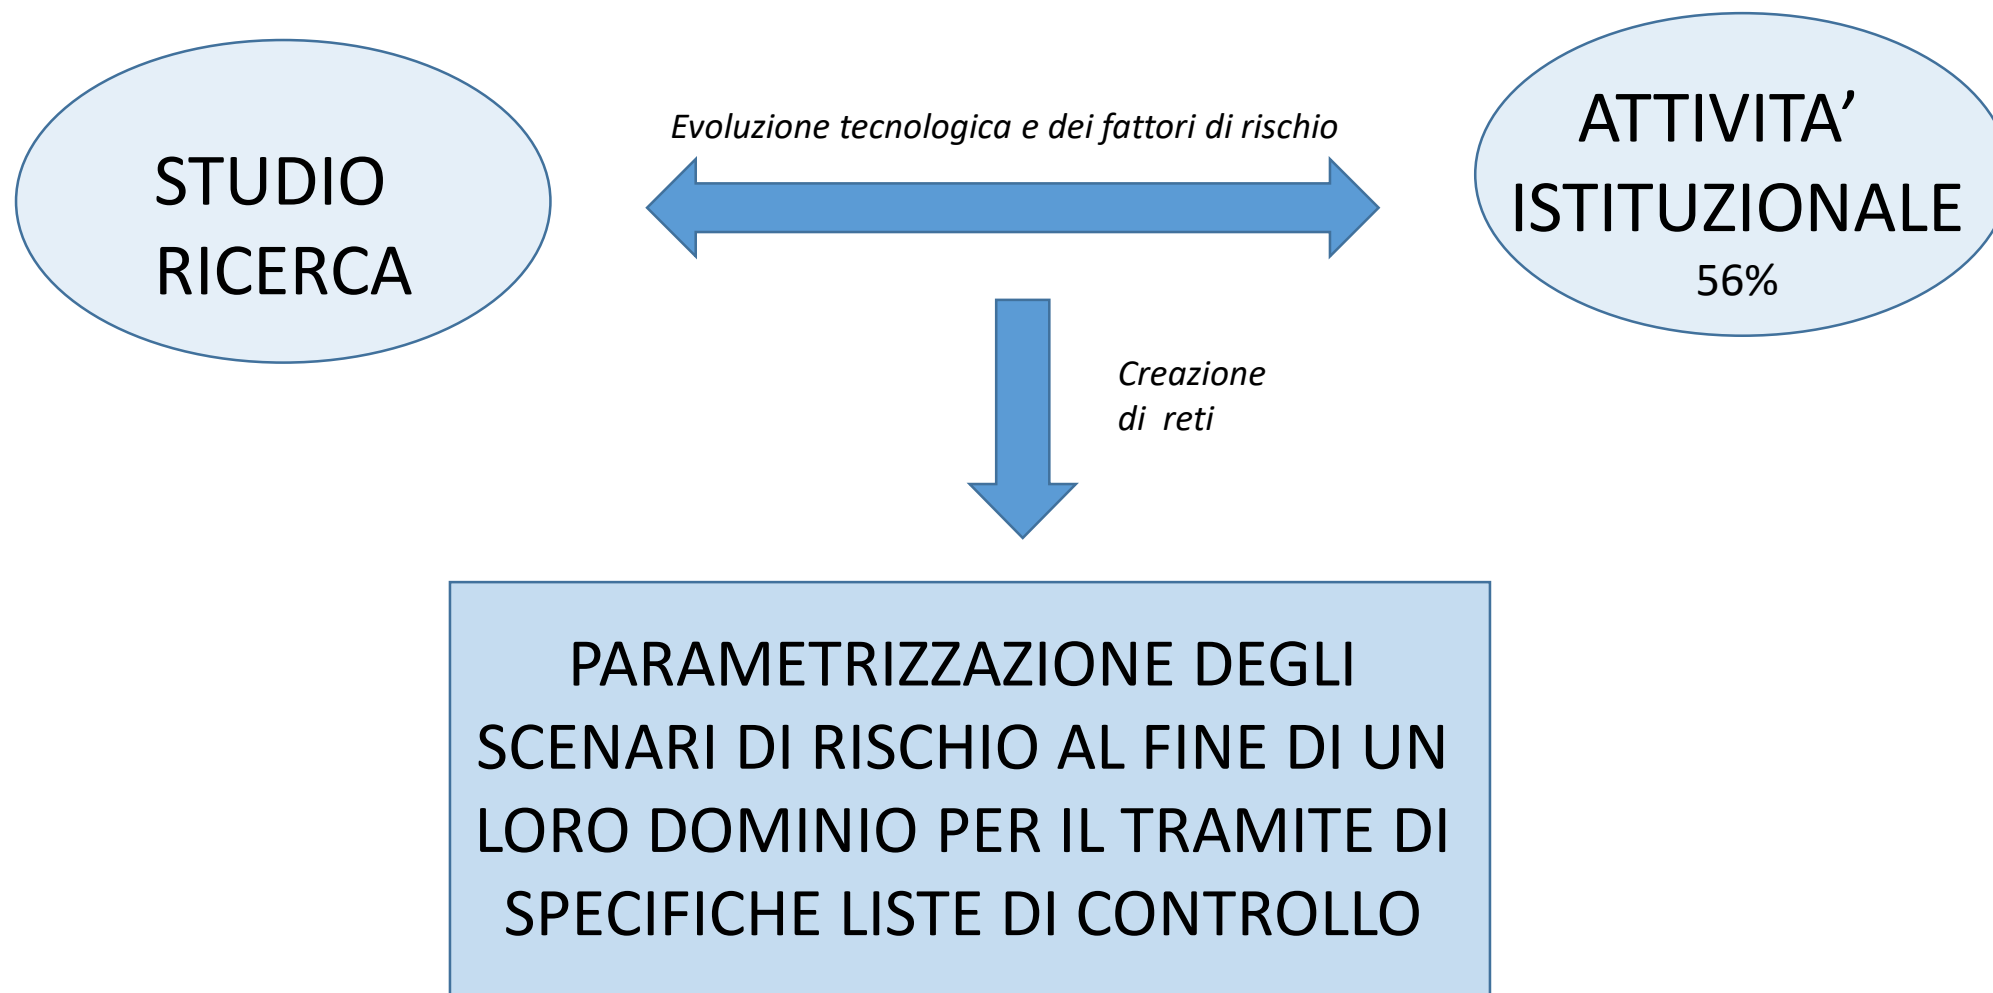 STUDIO
RICERCA
Evoluzione tecnologica e dei fattori di rischio
ATTIVITA’
ISTITUZIONALE
56%
Creazione
di reti
PARAMETRIZZAZIONE DEGLI
SCENARI DI RISCHIO AL FINE DI UN
LORO DOMINIO PER IL TRAMITE DI
SPECIFICHE LISTE DI CONTROLLO